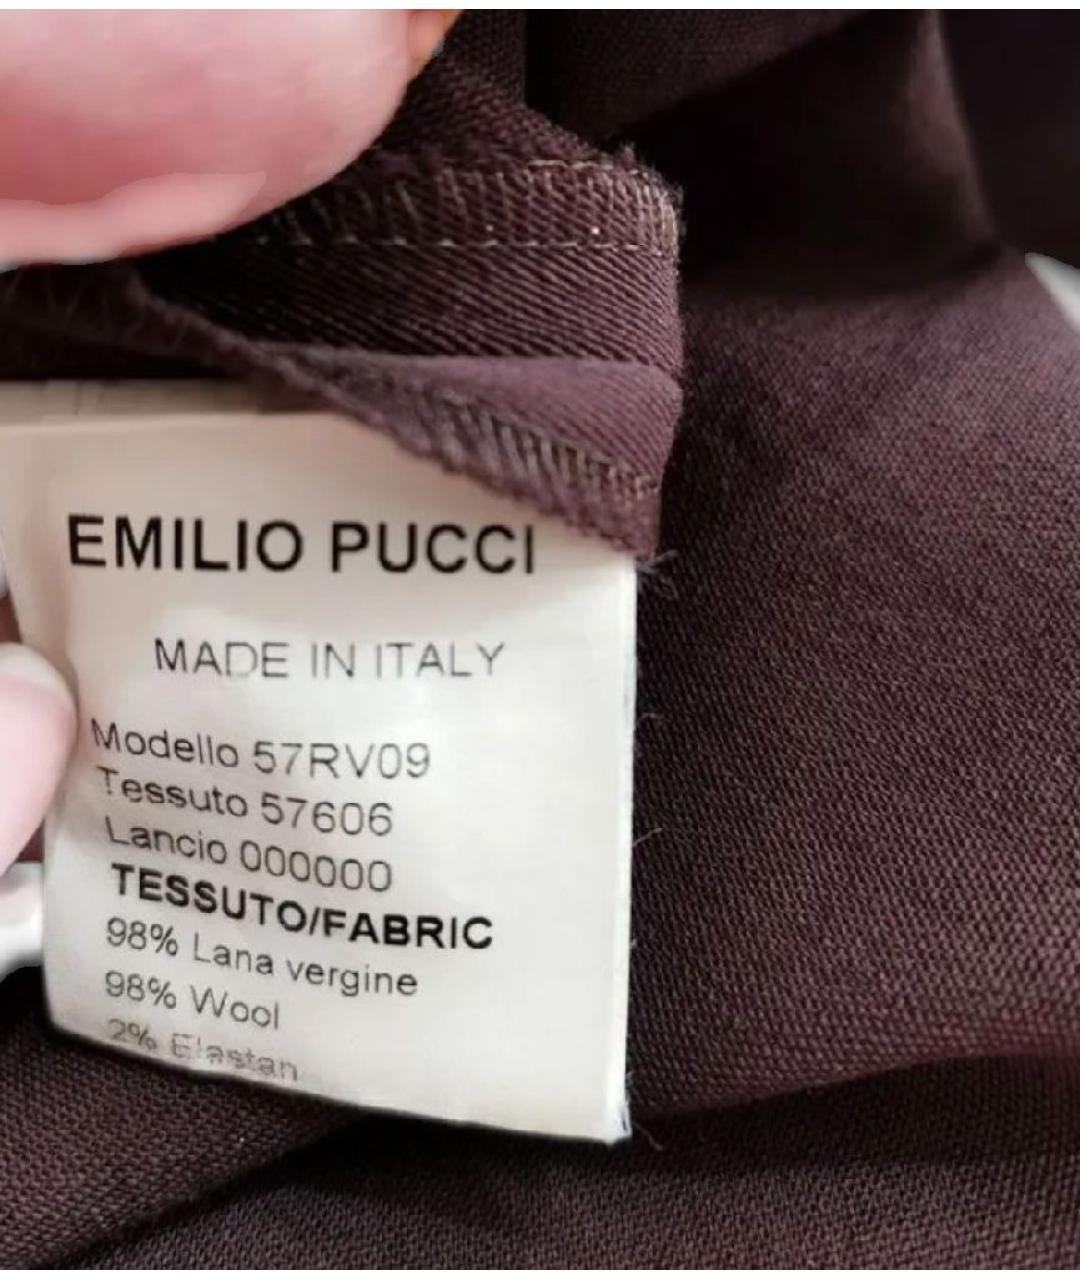 EMILIO PUCCI
MADE IN ITALY
Modello 57RV09
Tessuto 57606
Lancio 000000
TESSUTO/FABRIC
98% Lana vergine
98% Wool
2% Elastan